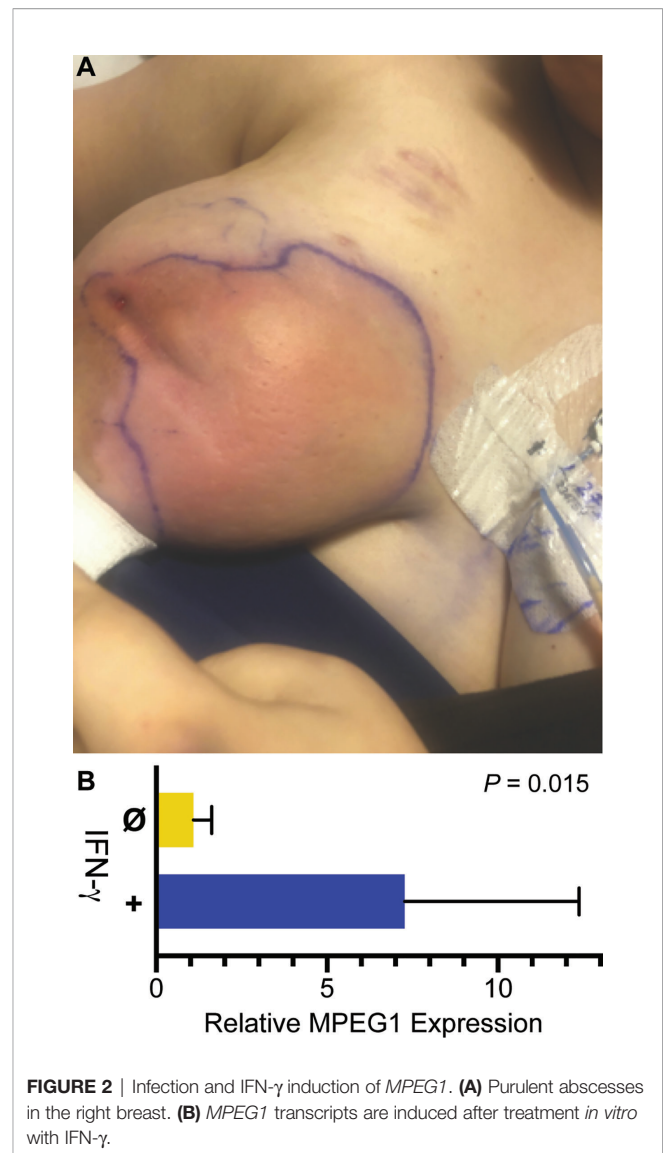 A
B
P = 0.015
IFN-γ
Ø
+
0 5 10
Relative MPEG1 Expression
FIGURE 2 | Infection and IFN-γ induction of MPEG1. (A) Purulent abscesses
in the right breast. (B) MPEG1 transcripts are induced after treatment in vitro
with IFN-γ.